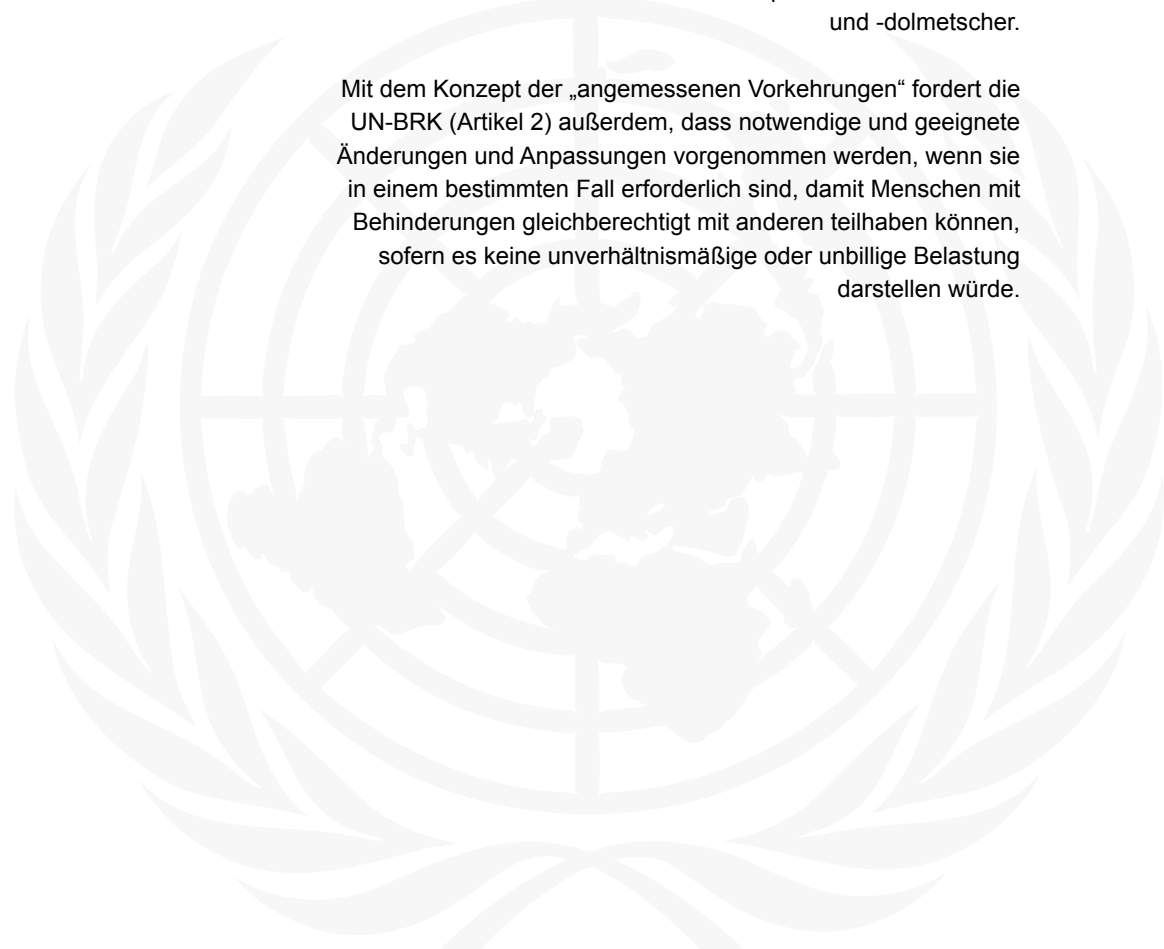 und -dolmetscher.
Mit dem Konzept der „angemessenen Vorkehrungen“ fordert die
UN-BRK (Artikel 2) außerdem, dass notwendige und geeignete
Änderungen und Anpassungen vorgenommen werden, wenn sie
in einem bestimmten Fall erforderlich sind, damit Menschen mit
Behinderungen gleichberechtigt mit anderen teilhaben können,
sofern es keine unverhältnismäßige oder unbillige Belastung
darstellen würde.